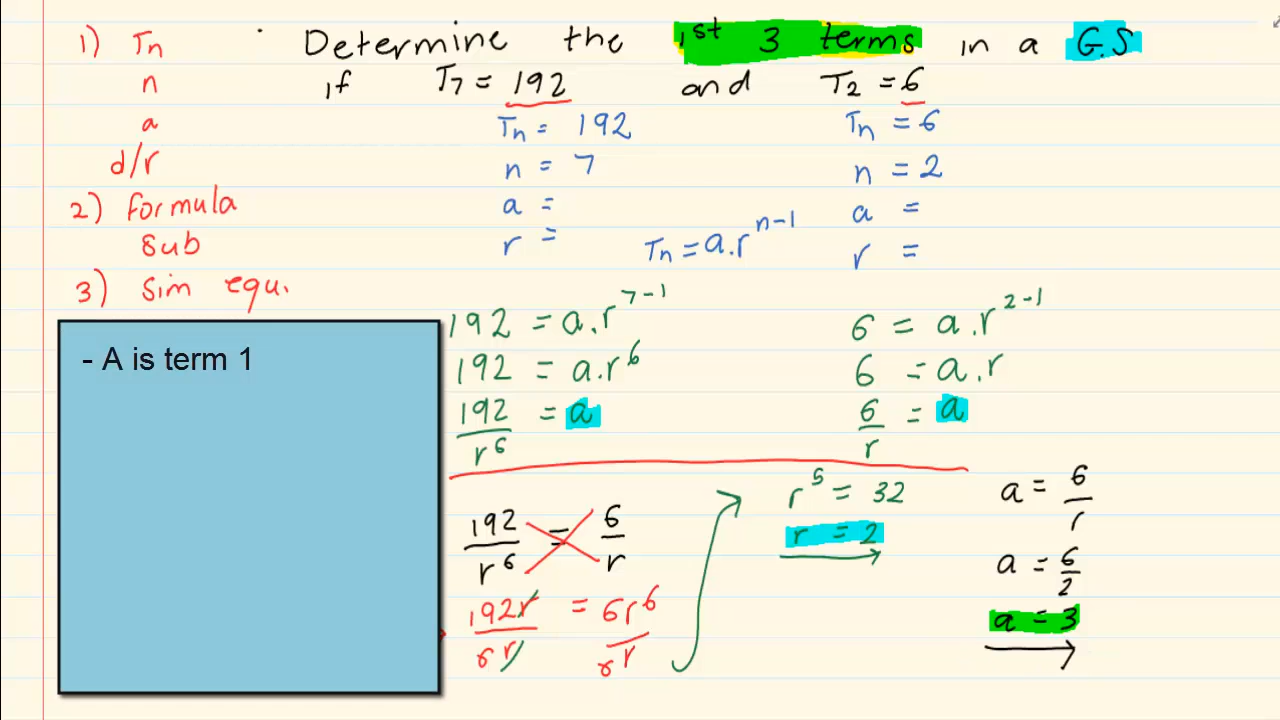 1) Tn
n
a
d/r
2) formula
sub
3) Sim equ.
- A is term 1
Determine the 1st 3 terms in a G.S
if T7 = 192 and T2 = 6
Tn = 192
n = 7
a =
r =
Tn = a.r^n-1
Tn = 6
n = 2
a =
r =
192 = a.r^7-1
192 = a.r^6
192/r^6 = a
6 = a.r^2-1
6 = a.r
6/r = a
192/r^6 = 6/r
192r/6r = 6r^6/6r
r^5 = 32
r = 2
a = 6/r
a = 6/2
a = 3